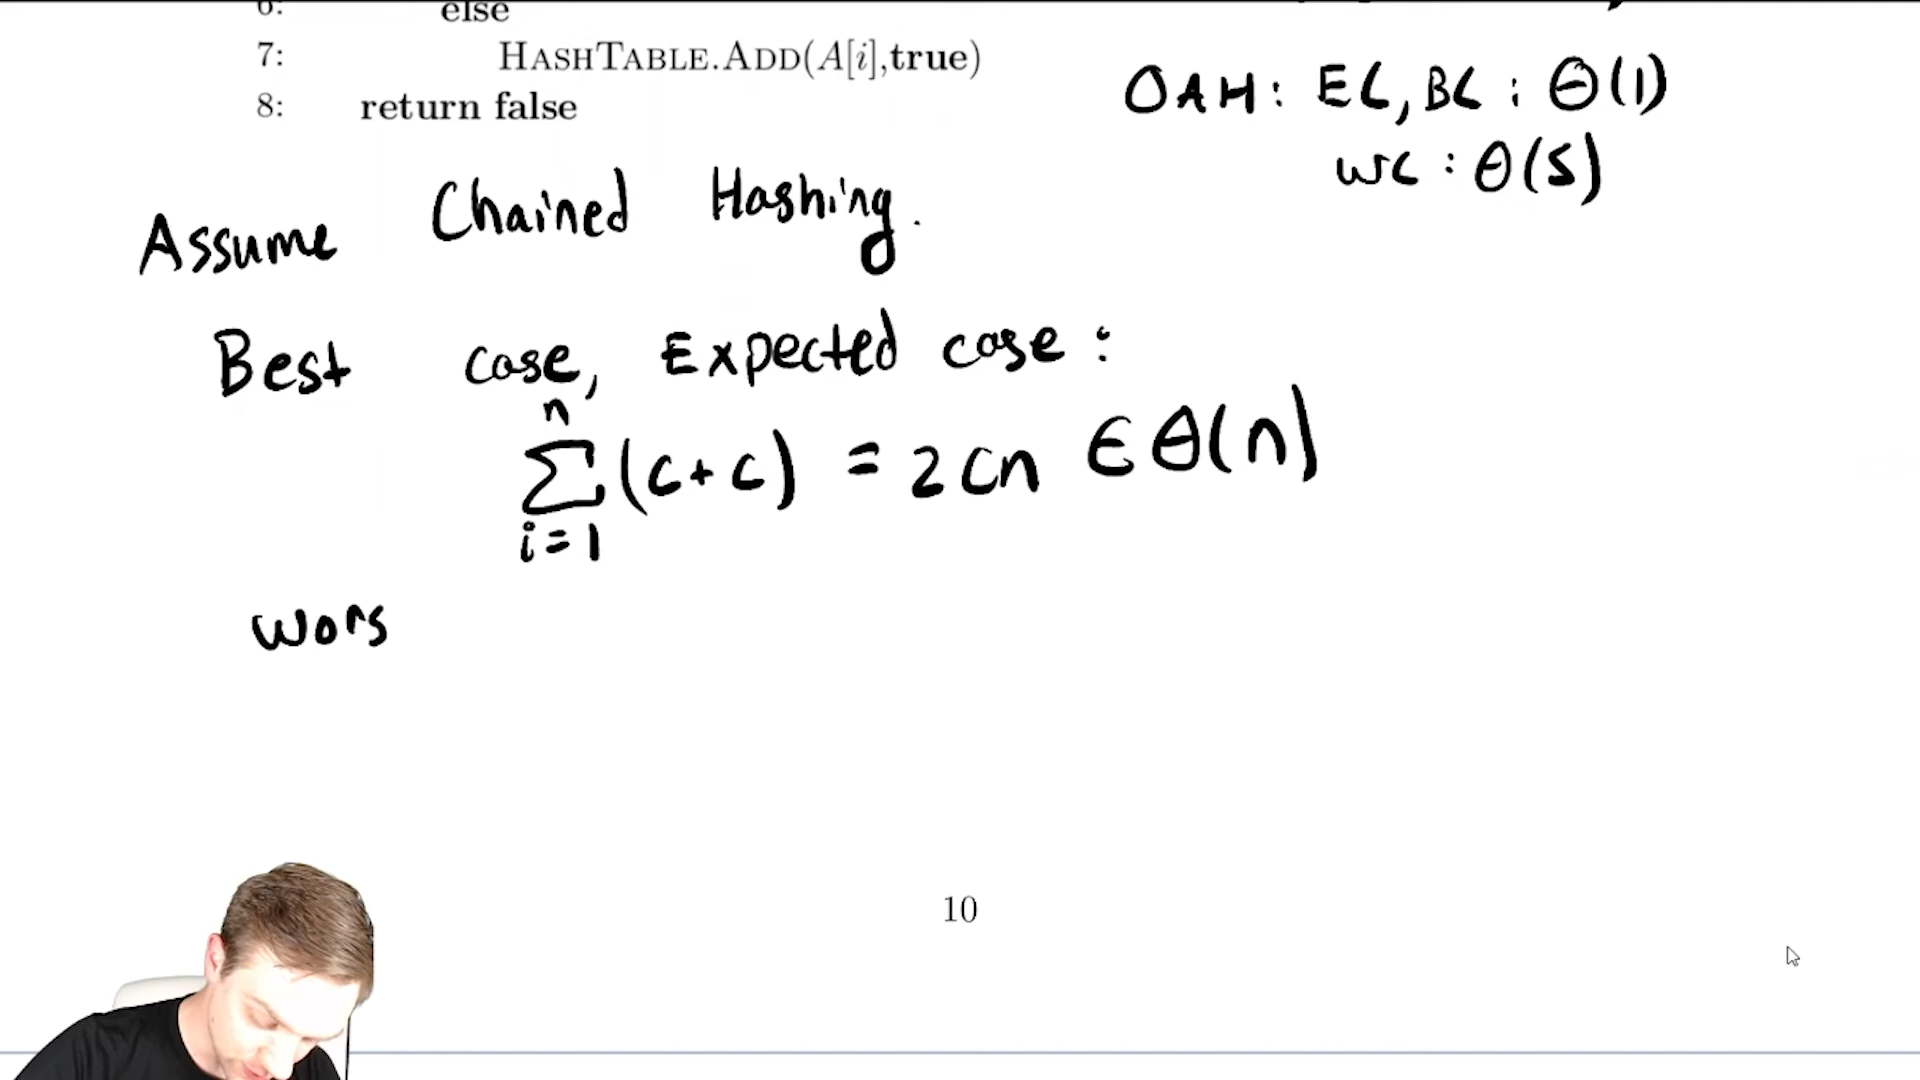 6: else
7: HASHTABLE.ADD(A[i],true)
8: return false
OAH: EC, BC : Θ(1)
WC : Θ(S)
Assume Chained Hashing.
Best case, Expected case :
n
∑ (c+c) = 2cn ∈ Θ(n)
i=1
wors
10